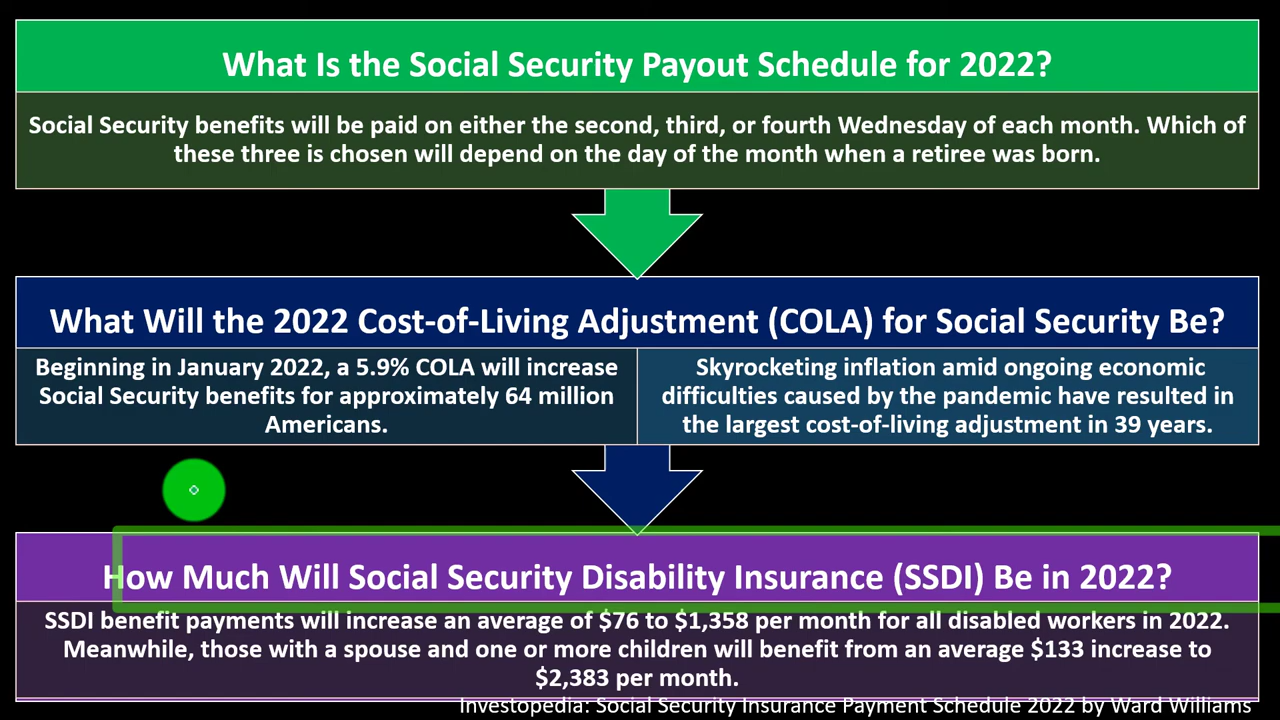 What Is the Social Security Payout Schedule for 2022?
Social Security benefits will be paid on either the second, third, or fourth Wednesday of each month. Which of
these three is chosen will depend on the day of the month when a retiree was born.
What Will the 2022 Cost-of-Living Adjustment (COLA) for Social Security Be?
Beginning in January 2022, a 5.9% COLA will increase
Social Security benefits for approximately 64 million
Americans.
Skyrocketing inflation amid ongoing economic
difficulties caused by the pandemic have resulted in
the largest cost-of-living adjustment in 39 years.
How Much Will Social Security Disability Insurance (SSDI) Be in 2022?
SSDI benefit payments will increase an average of $76 to $1,358 per month for all disabled workers in 2022.
Meanwhile, those with a spouse and one or more children will benefit from an average $133 increase to
$2,383 per month.
Investopedia: Social Security Insurance Payment Schedule 2022 by Ward Williams